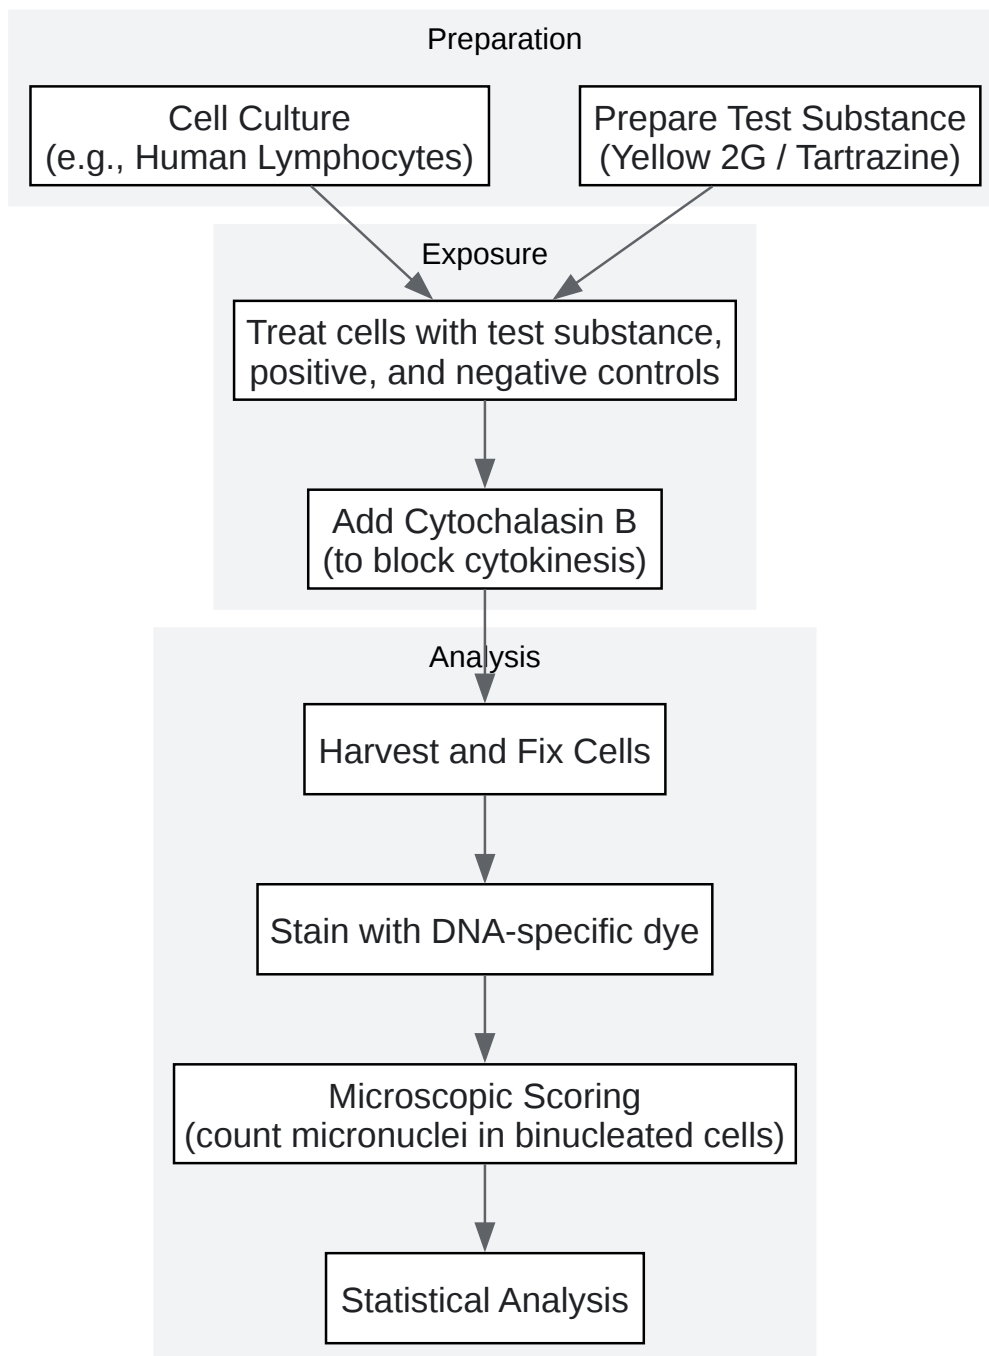 Preparation
Cell Culture
(e.g., Human Lymphocytes)
Prepare Test Substance
(Yellow 2G / Tartrazine)
Exposure
Treat cells with test substance,
positive, and negative controls
Add Cytochalasin B
(to block cytokinesis)
Analysis
Harvest and Fix Cells
Stain with DNA-specific dye
Microscopic Scoring
(count micronuclei in binucleated cells)
Statistical Analysis